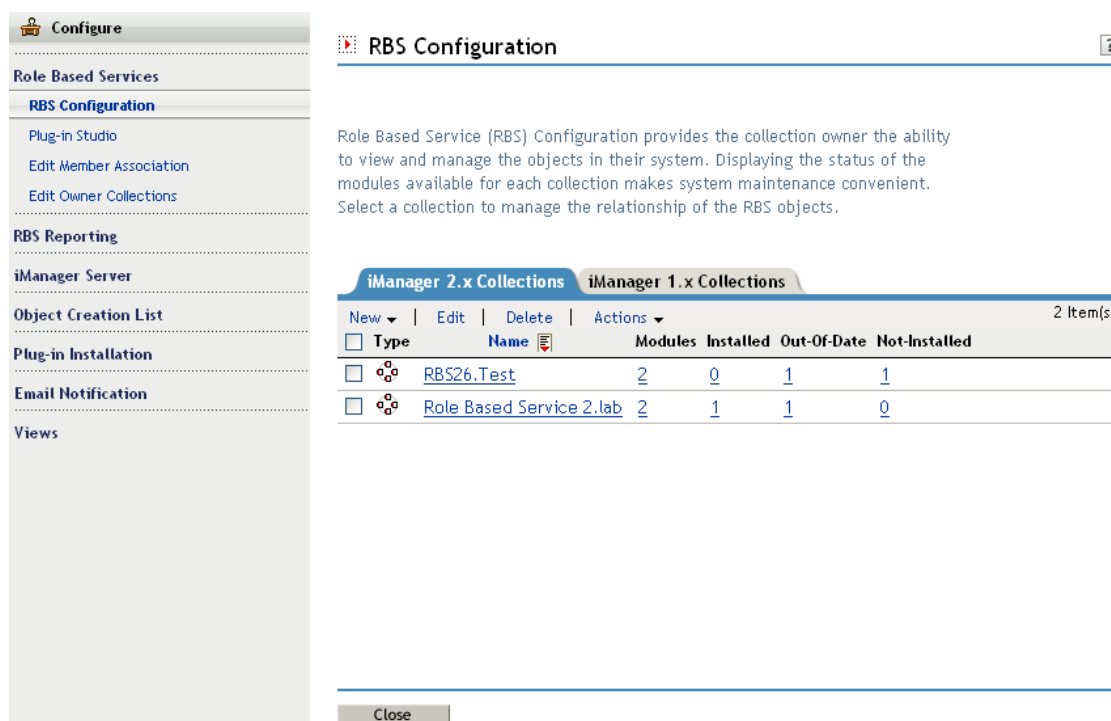 Configure
Role Based Services
RBS Configuration
Plug-in Studio
Edit Member Association
Edit Owner Collections
RBS Reporting
iManager Server
Object Creation List
Plug-in Installation
Email Notification
Views
RBS Configuration
?
Role Based Service (RBS) Configuration provides the collection owner the ability
to view and manage the objects in their system. Displaying the status of the
modules available for each collection makes system maintenance convenient.
Select a collection to manage the relationship of the RBS objects.
iManager 2.x Collections iManager 1.x Collections
New | Edit | Delete | Actions 2 Item(s
Type Name Modules Installed Out-Of-Date Not-Installed
RBS26.Test 2 0 1 1
Role Based Service 2.lab 2 1 1 0
Close